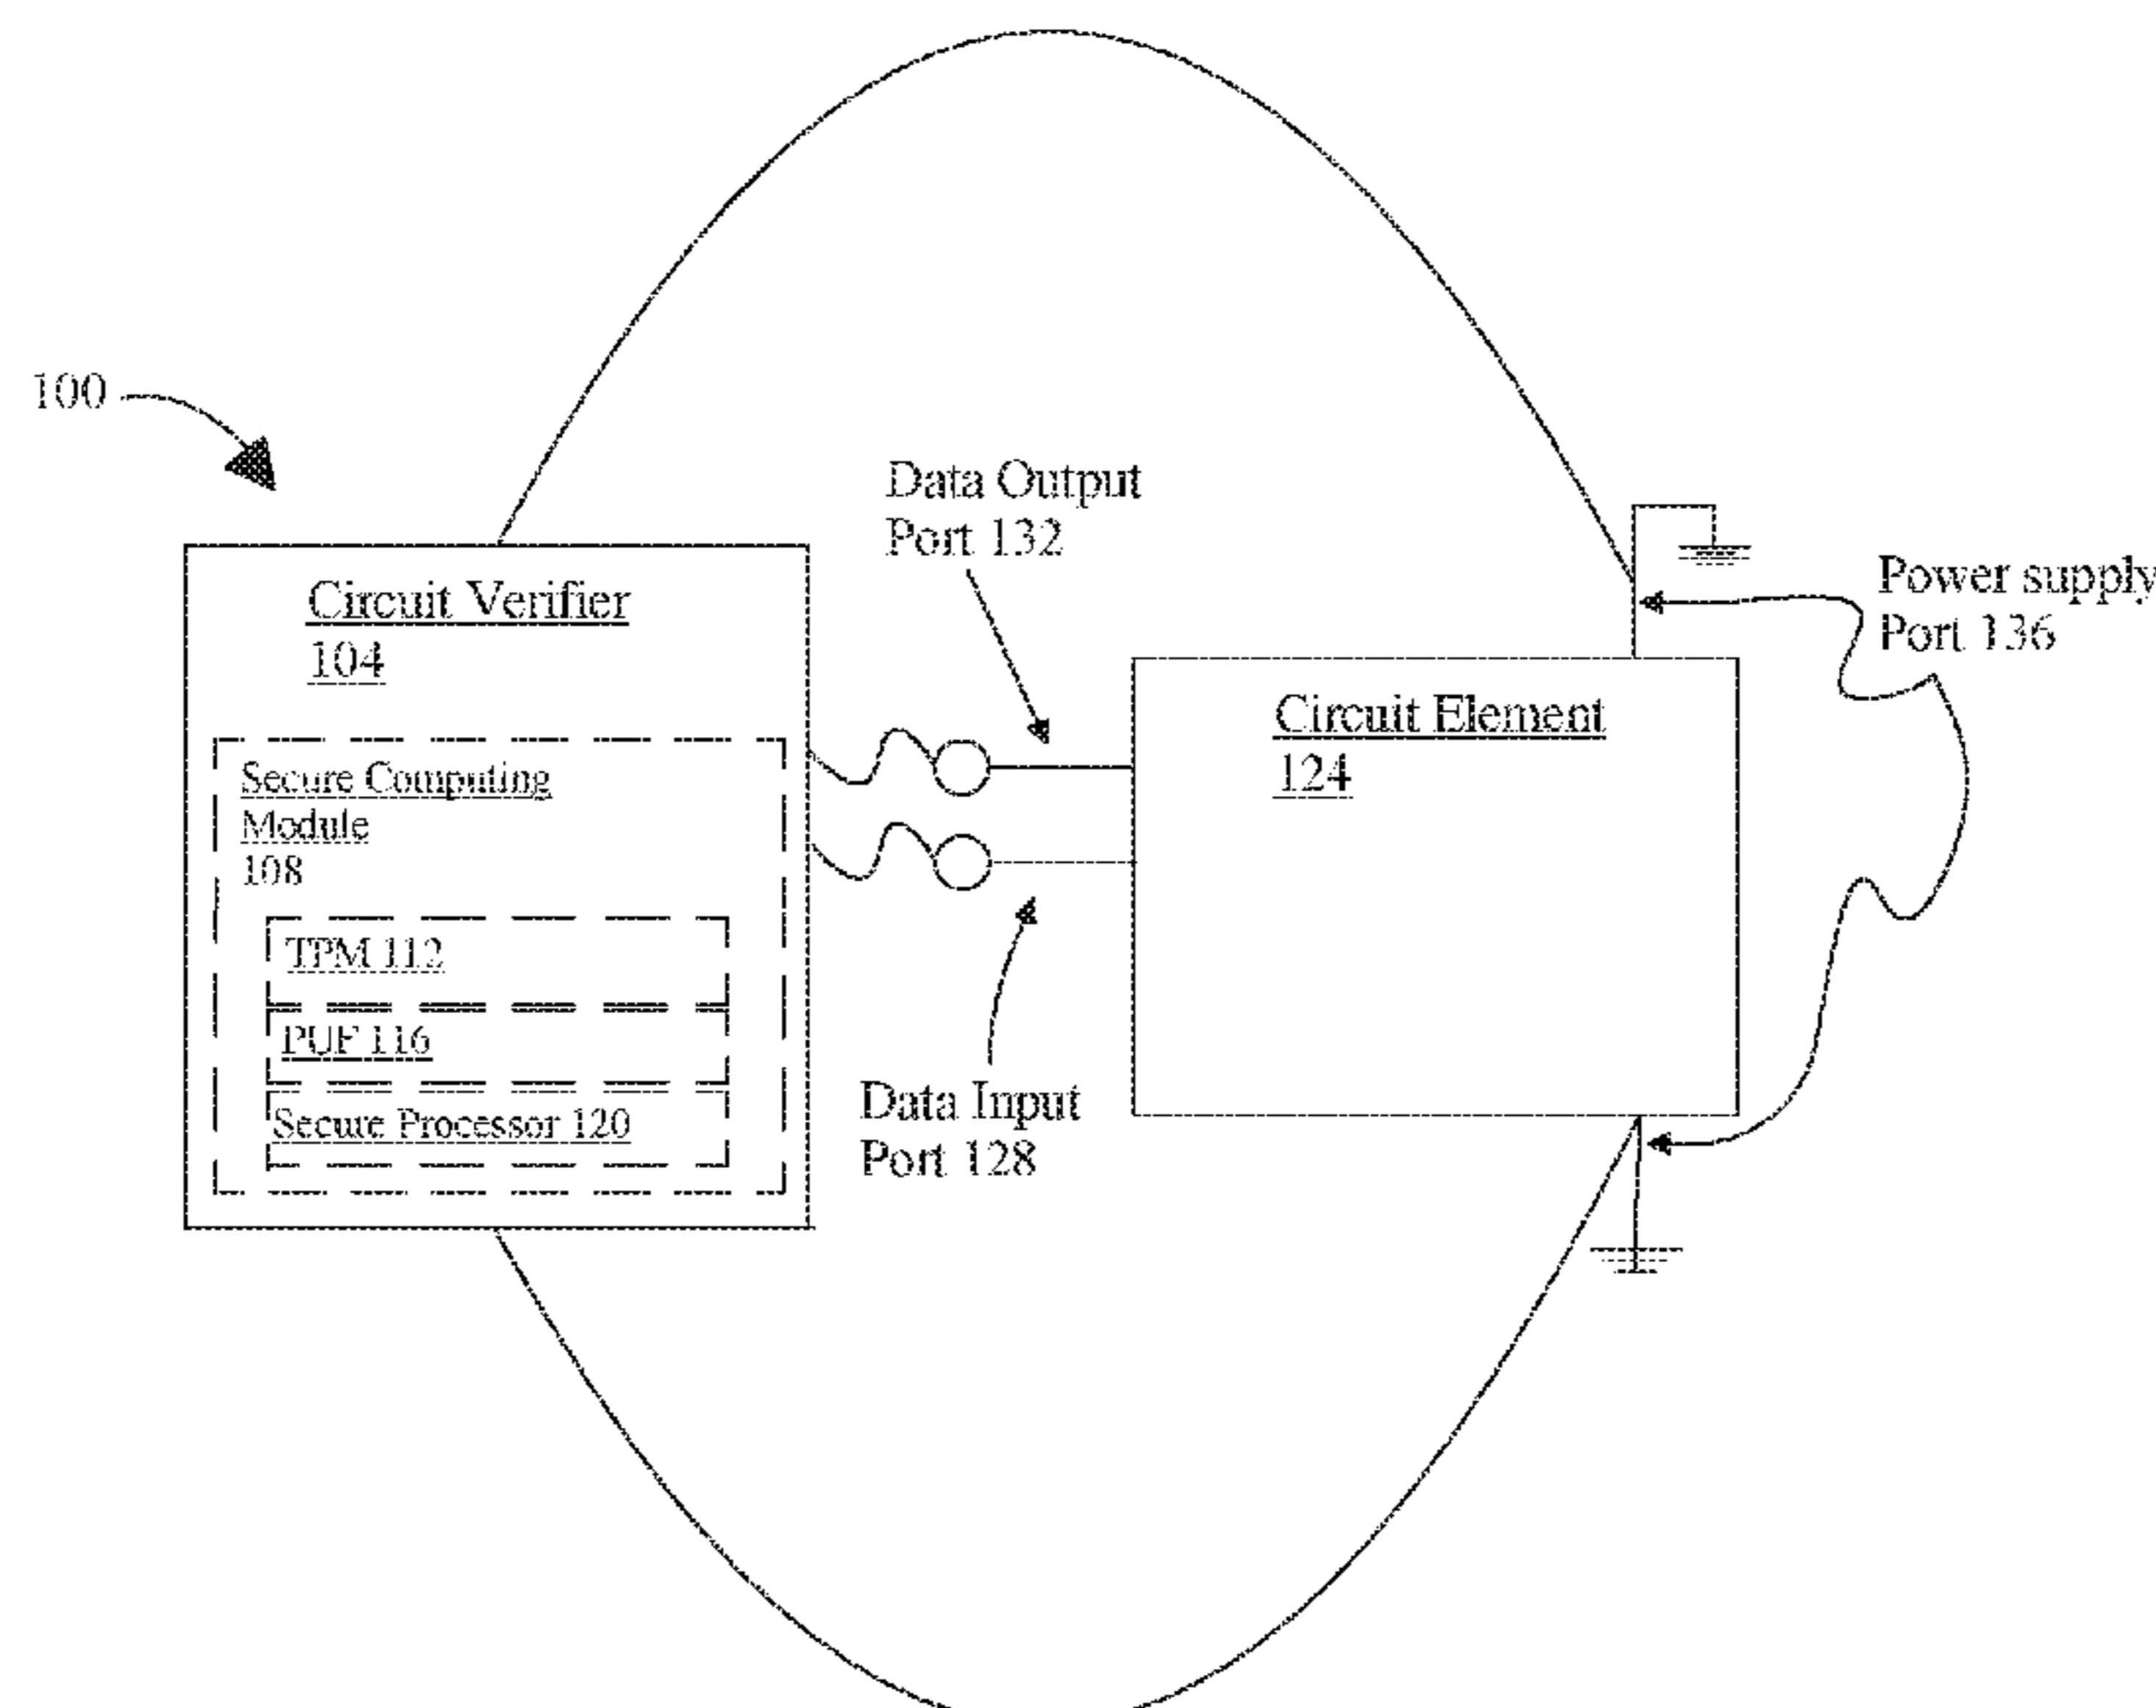 100
Data Output
Port 132
Power supply
Port 136
Circuit Verifier
104
Circuit Element
124
Secure Computing
Module
108
TPM 112
PUF 116
Secure Processor 120
Data Input
Port 128